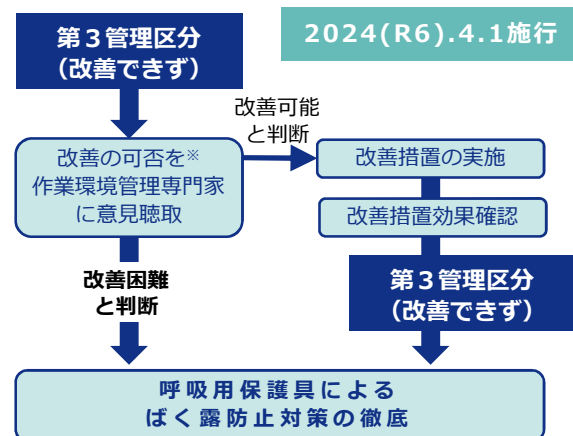 第３管理区分
（改善できず）
2024(R6).4.1施行
改善可能
と判断
改善の可否を※
作業環境管理専門家
に意見聴取
改善措置の実施
改善措置効果確認
改善困難
と判断
第３管理区分
（改善できず）
呼吸用保護具による
ばく露防止対策の徹底